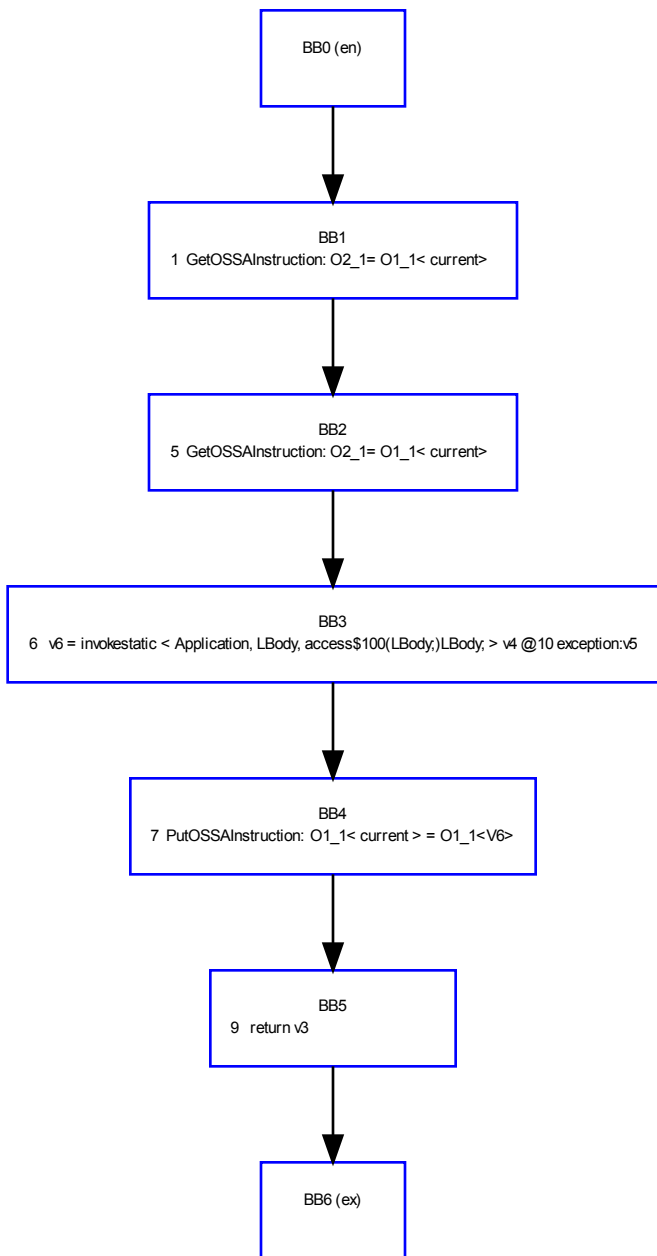 BB0 (en)
BB1
1 GetOSSAInstruction: O2_1= O1_1< current>
BB2
5 GetOSSAInstruction: O2_1= O1_1< current>
BB3
6 v6 = invokestatic < Application, LBody, access$100(LBody;)LBody; > v4 @10 exception:v5
BB4
7 PutOSSAInstruction: O1_1< current > = O1_1<V6>
BB5
9 return v3
BB6 (ex)